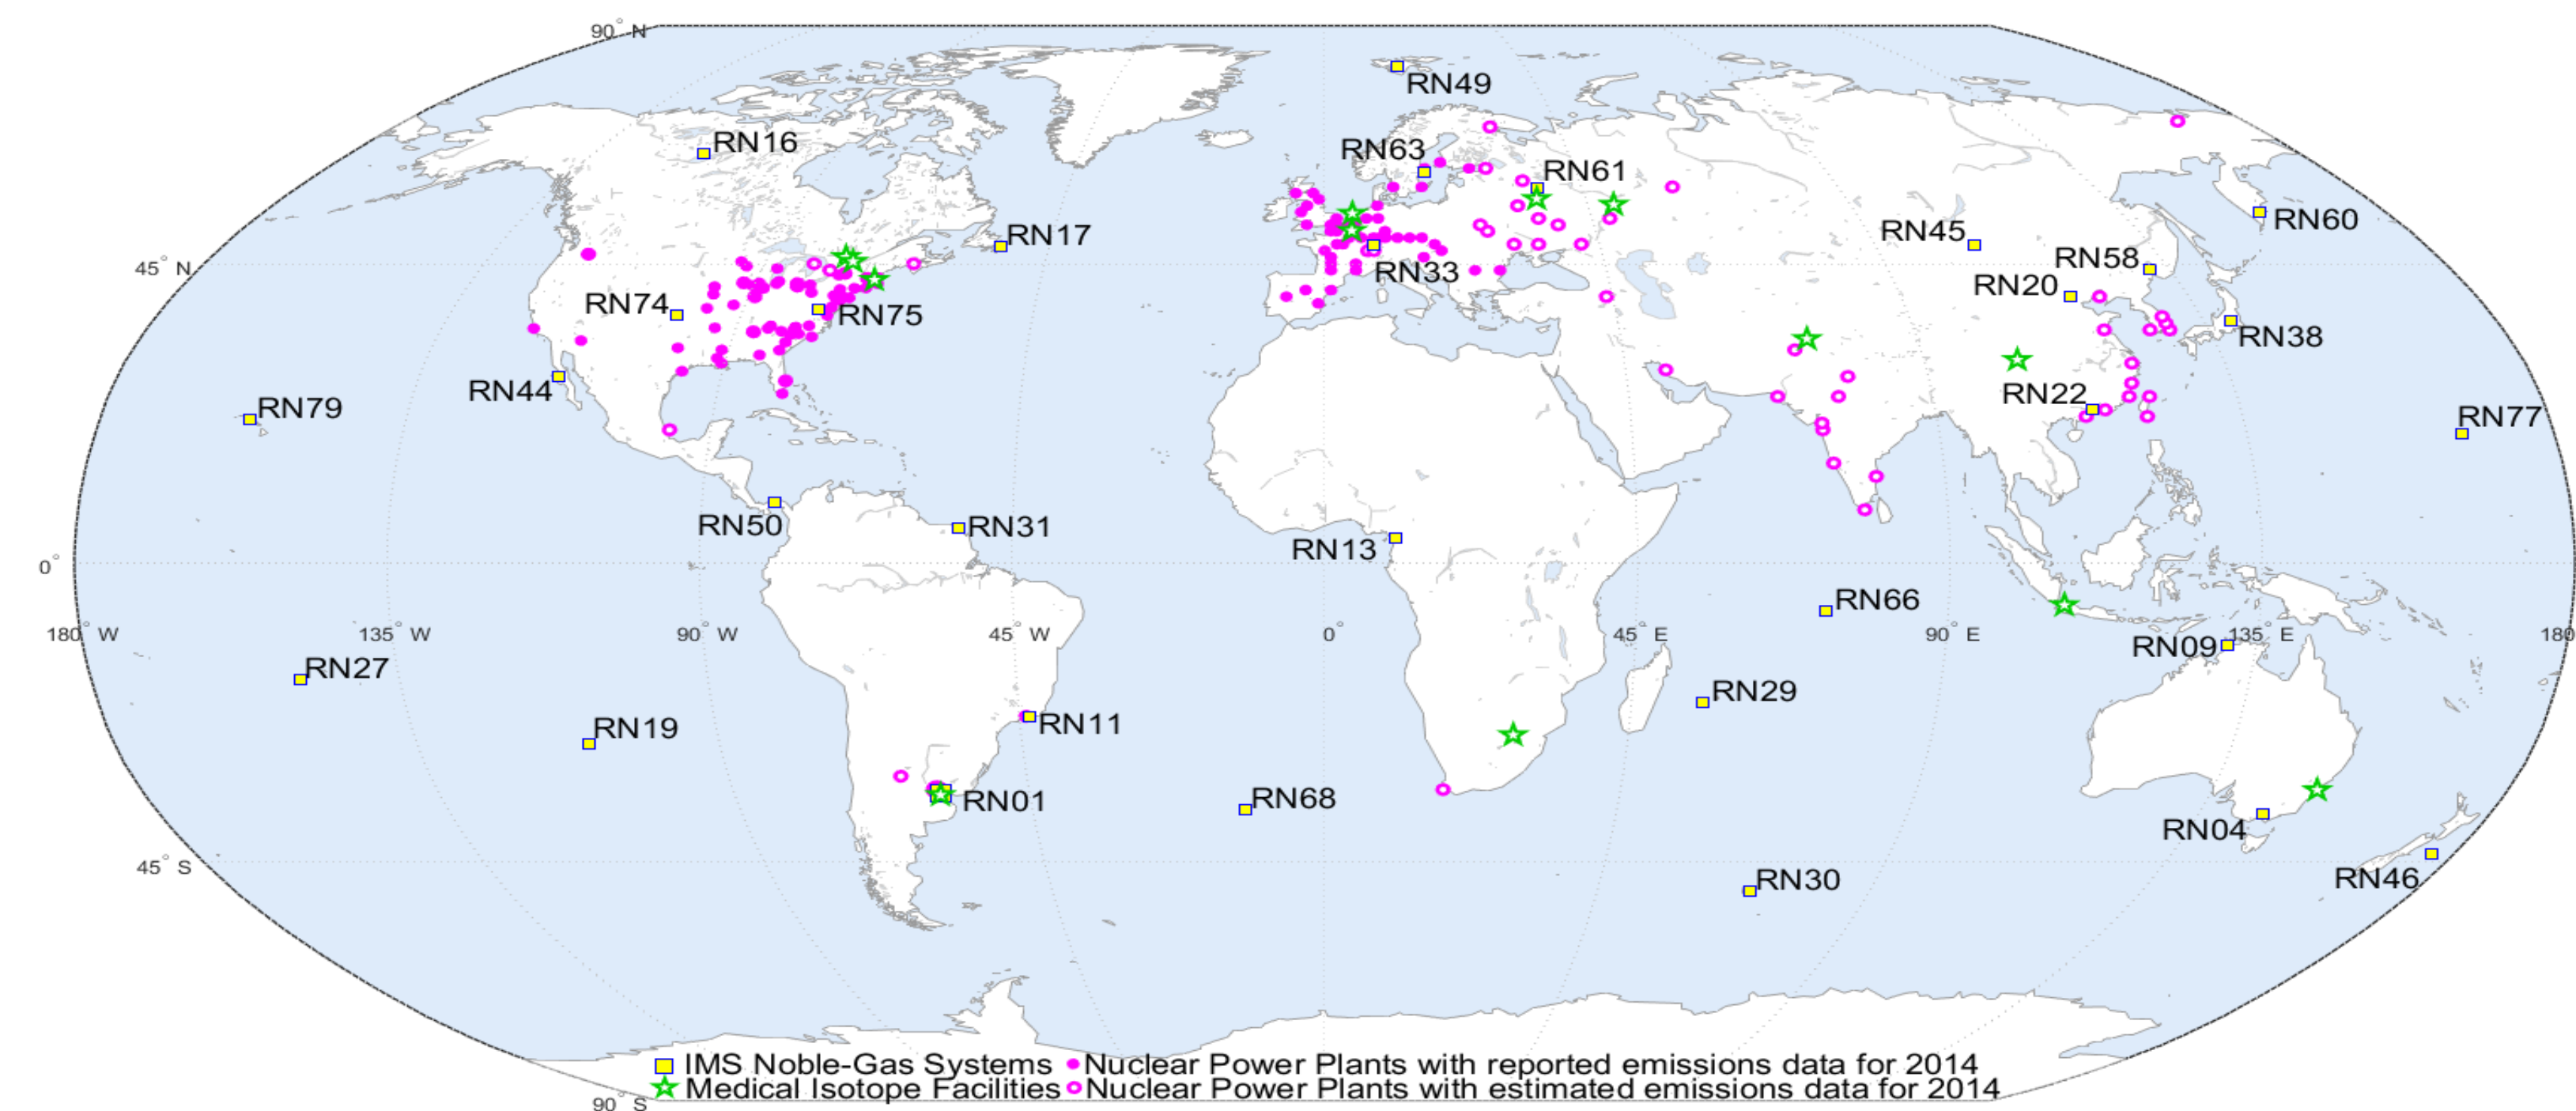 90° N
RN49
RN16
RN63
RN61
RN17
RN60
RN45
45° N
RN58
RN33
RN20
RN74
RN75
RN38
RN44
RN22
RN79
RN77
RN50
RN31
RN13
0°
RN66
180° W
135° W
90° W
45° W
0°
45° E
90° E
135° E
180
RN09
RN27
RN29
RN19
RN11
RN68
RN01
RN04
45° S
RN46
RN30
IMS Noble-Gas Systems
Nuclear Power Plants with reported emissions data for 2014
Medical Isotope Facilities
Nuclear Power Plants with estimated emissions data for 2014
90° S